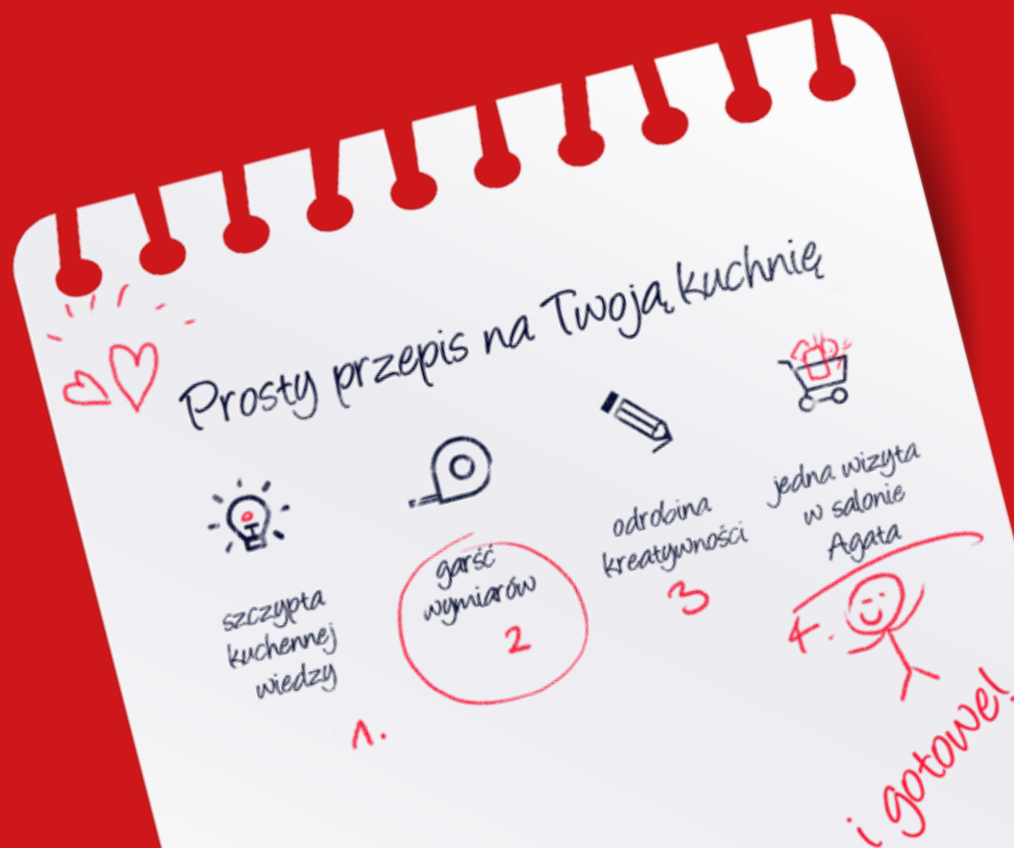 Prosty przepis na Twoją kuchnię
szczypta
kuchennej
wiedzy
1.
garść
wymiarów
2
odrobina
kreatywności
3
jedna wizyta
w salonie
Agata
4.
i gotowe!